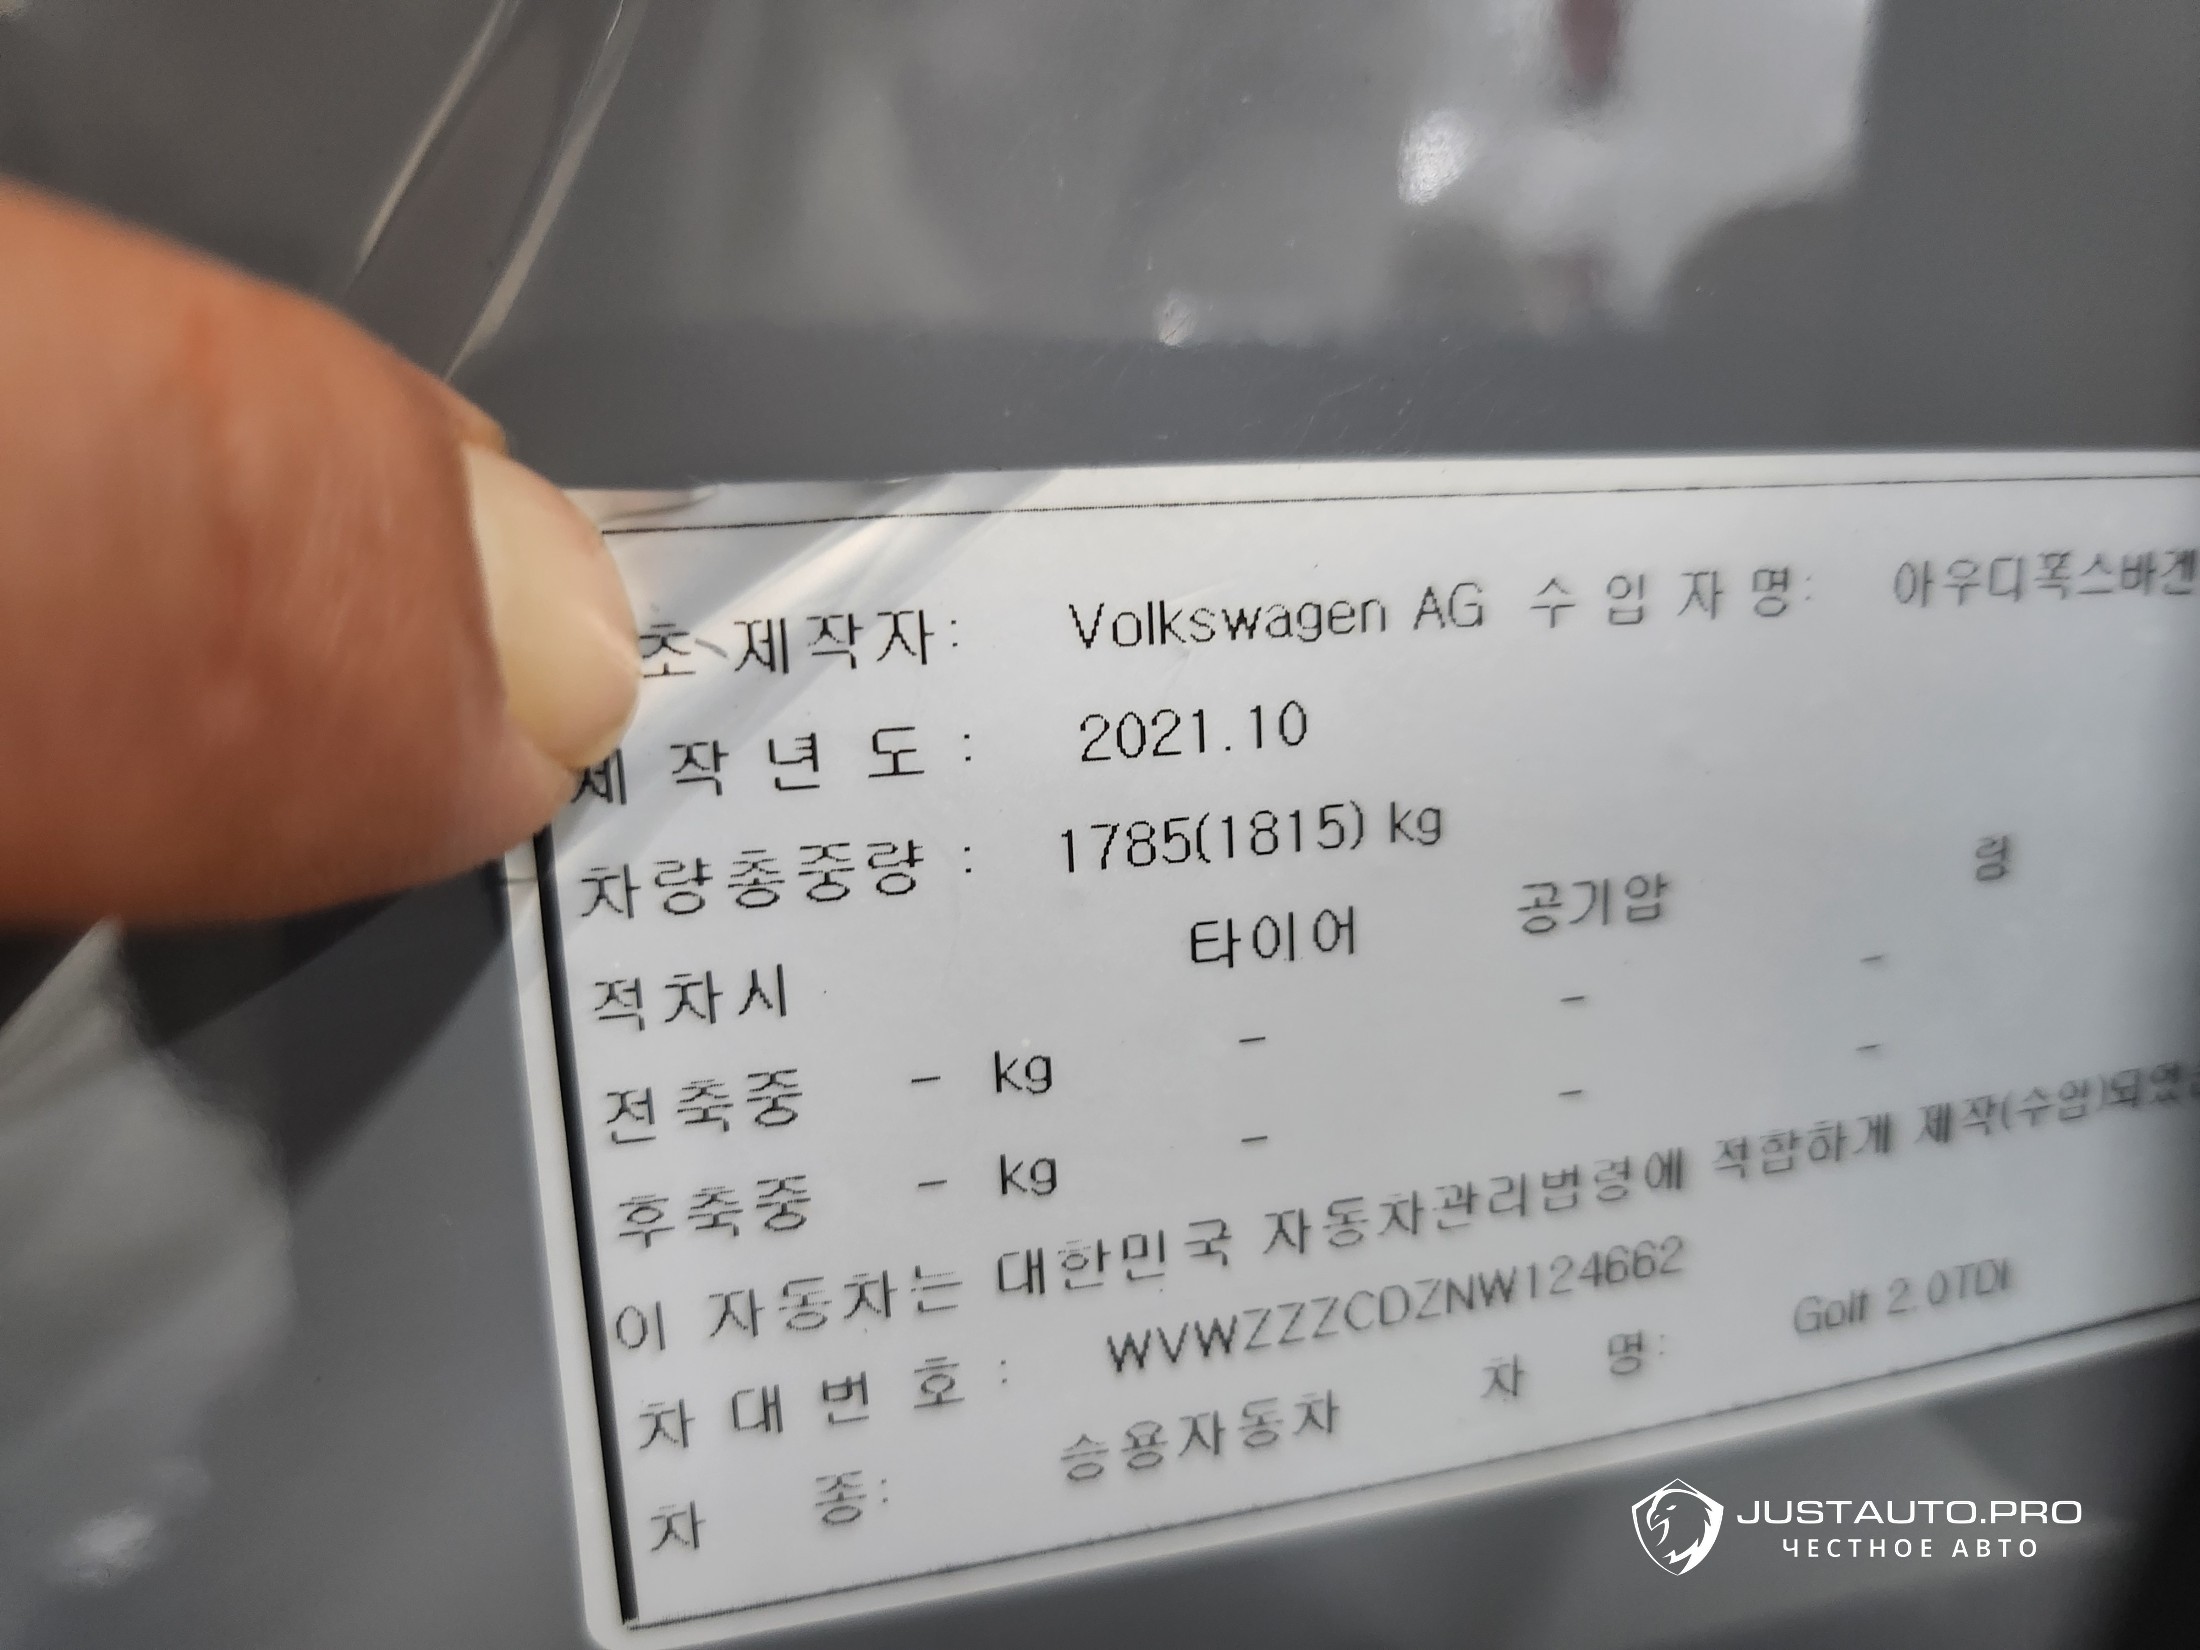 초 제작자: Volkswagen AG 수 입 자 명: 아우디폭스바겐
제 작 년 도 : 2021.10
차량총중량 : 1785(1815) kg
적차시 타이어 공기압 림
전축중 - kg - - -
후축중 - kg - - -
이 자동차는 대한민국 자동차관리법령에 적합하게 제작(수입)되었
차 대 번 호 : WVWZZZCDZNW124662
차 종: 승용자동차 차 명: Golf 2.0TDI
JUSTAUTO.PRO
ЧЕСТНОЕ АВТО